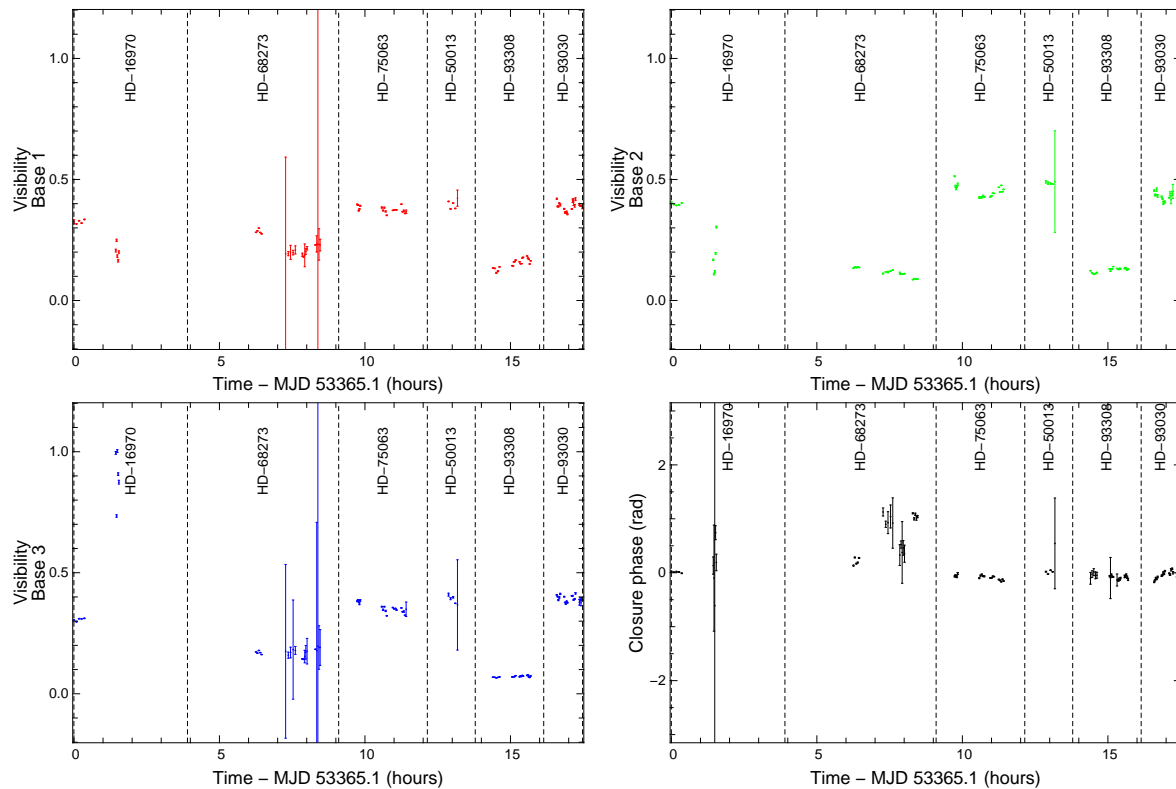 1.0
0.5
0.0
Visibility
Base 1
HD−16970
HD−68273
HD−75063
HD−50013
HD−93308
HD−93030
0
5
10
15
Time − MJD 53365.1 (hours)
1.0
0.5
0.0
Visibility
Base 2
HD−16970
HD−68273
HD−75063
HD−50013
HD−93308
HD−93030
0
5
10
15
Time − MJD 53365.1 (hours)
1.0
0.5
0.0
Visibility
Base 3
HD−16970
HD−68273
HD−75063
HD−50013
HD−93308
HD−93030
0
5
10
15
Time − MJD 53365.1 (hours)
2
0
−2
Closure phase (rad)
HD−16970
HD−68273
HD−75063
HD−50013
HD−93308
HD−93030
0
5
10
15
Time − MJD 53365.1 (hours)